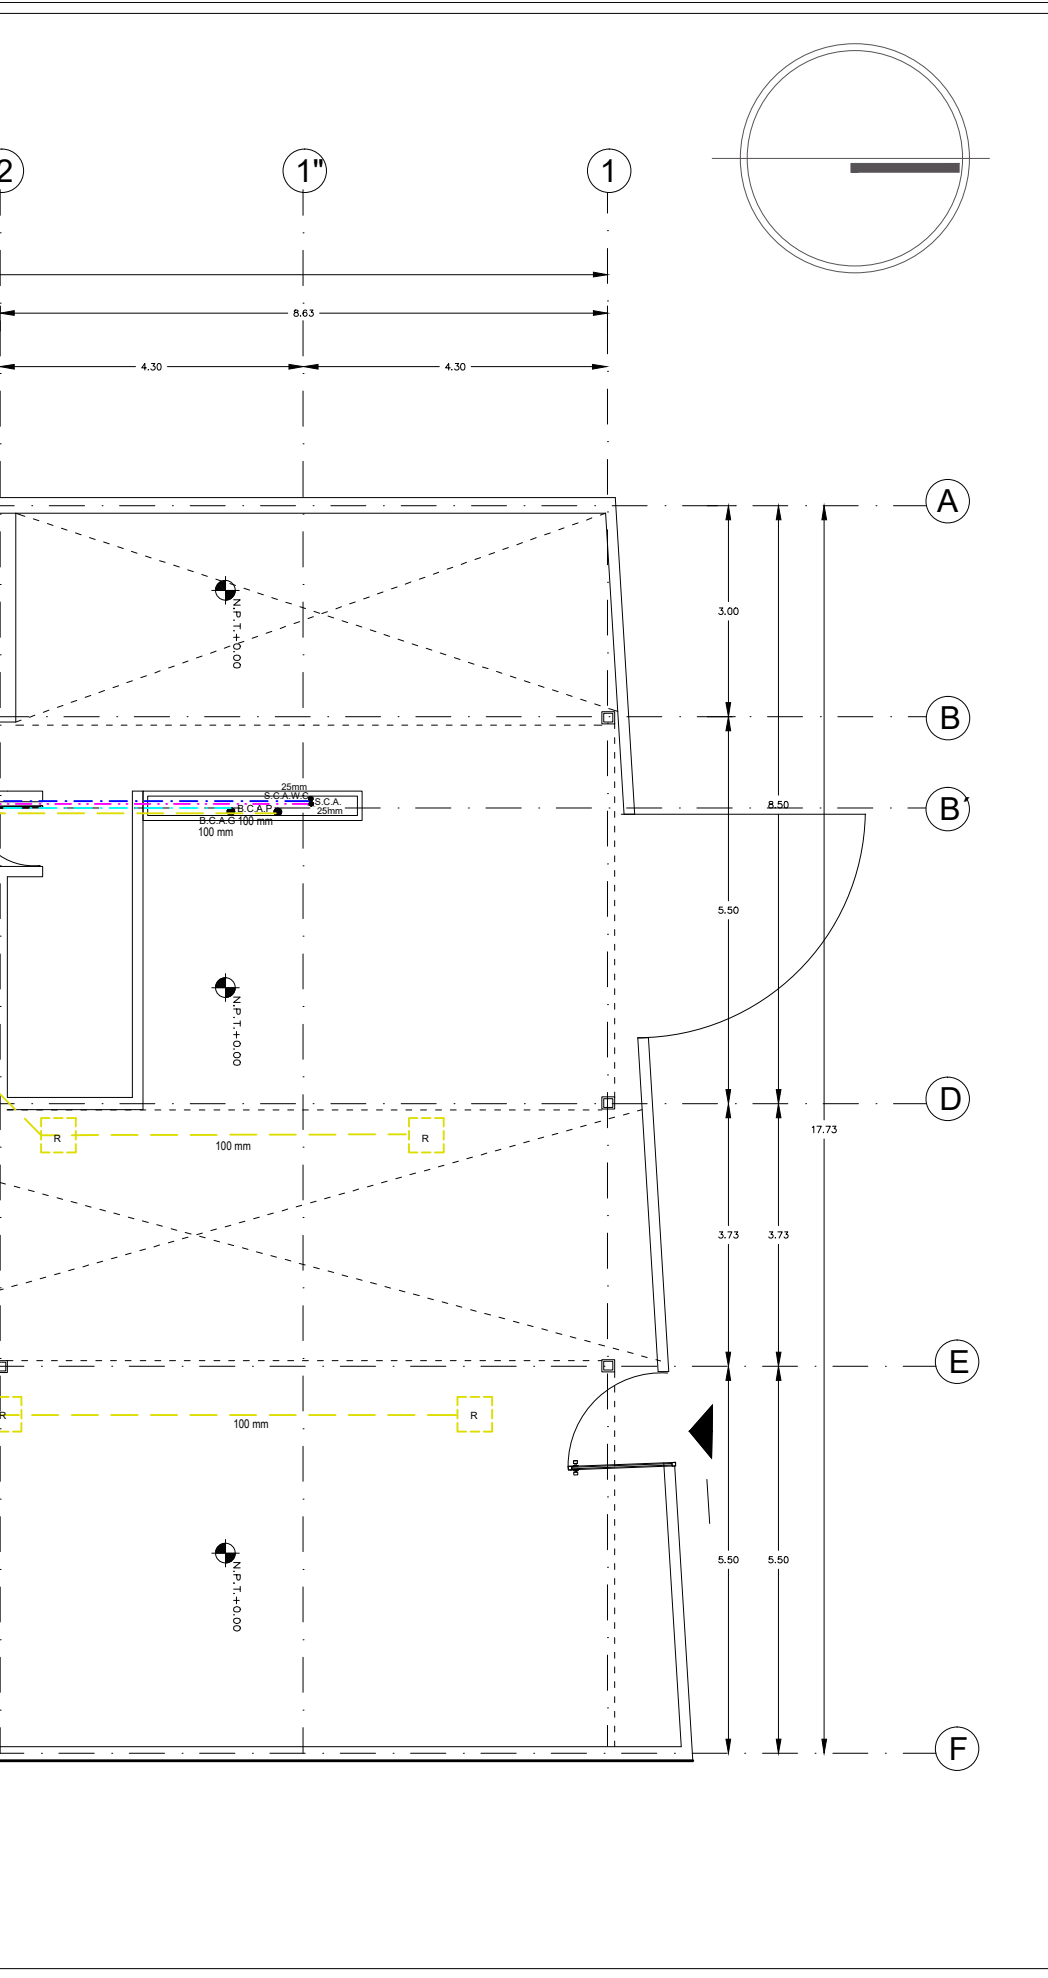 2
1"
1
8.63
4.30
4.30
A
3.00
N.P.T.+0.00
B
25mm
S.C.A.W.C
S.C.A.
25mm
B.C.A.P.
100 mm
B.C.A.G
100 mm
8.50
B´
5.50
N.P.T.+0.00
D
R
R
100 mm
17.73
3.73
3.73
E
R
R
100 mm
5.50
5.50
N.P.T.+0.00
F